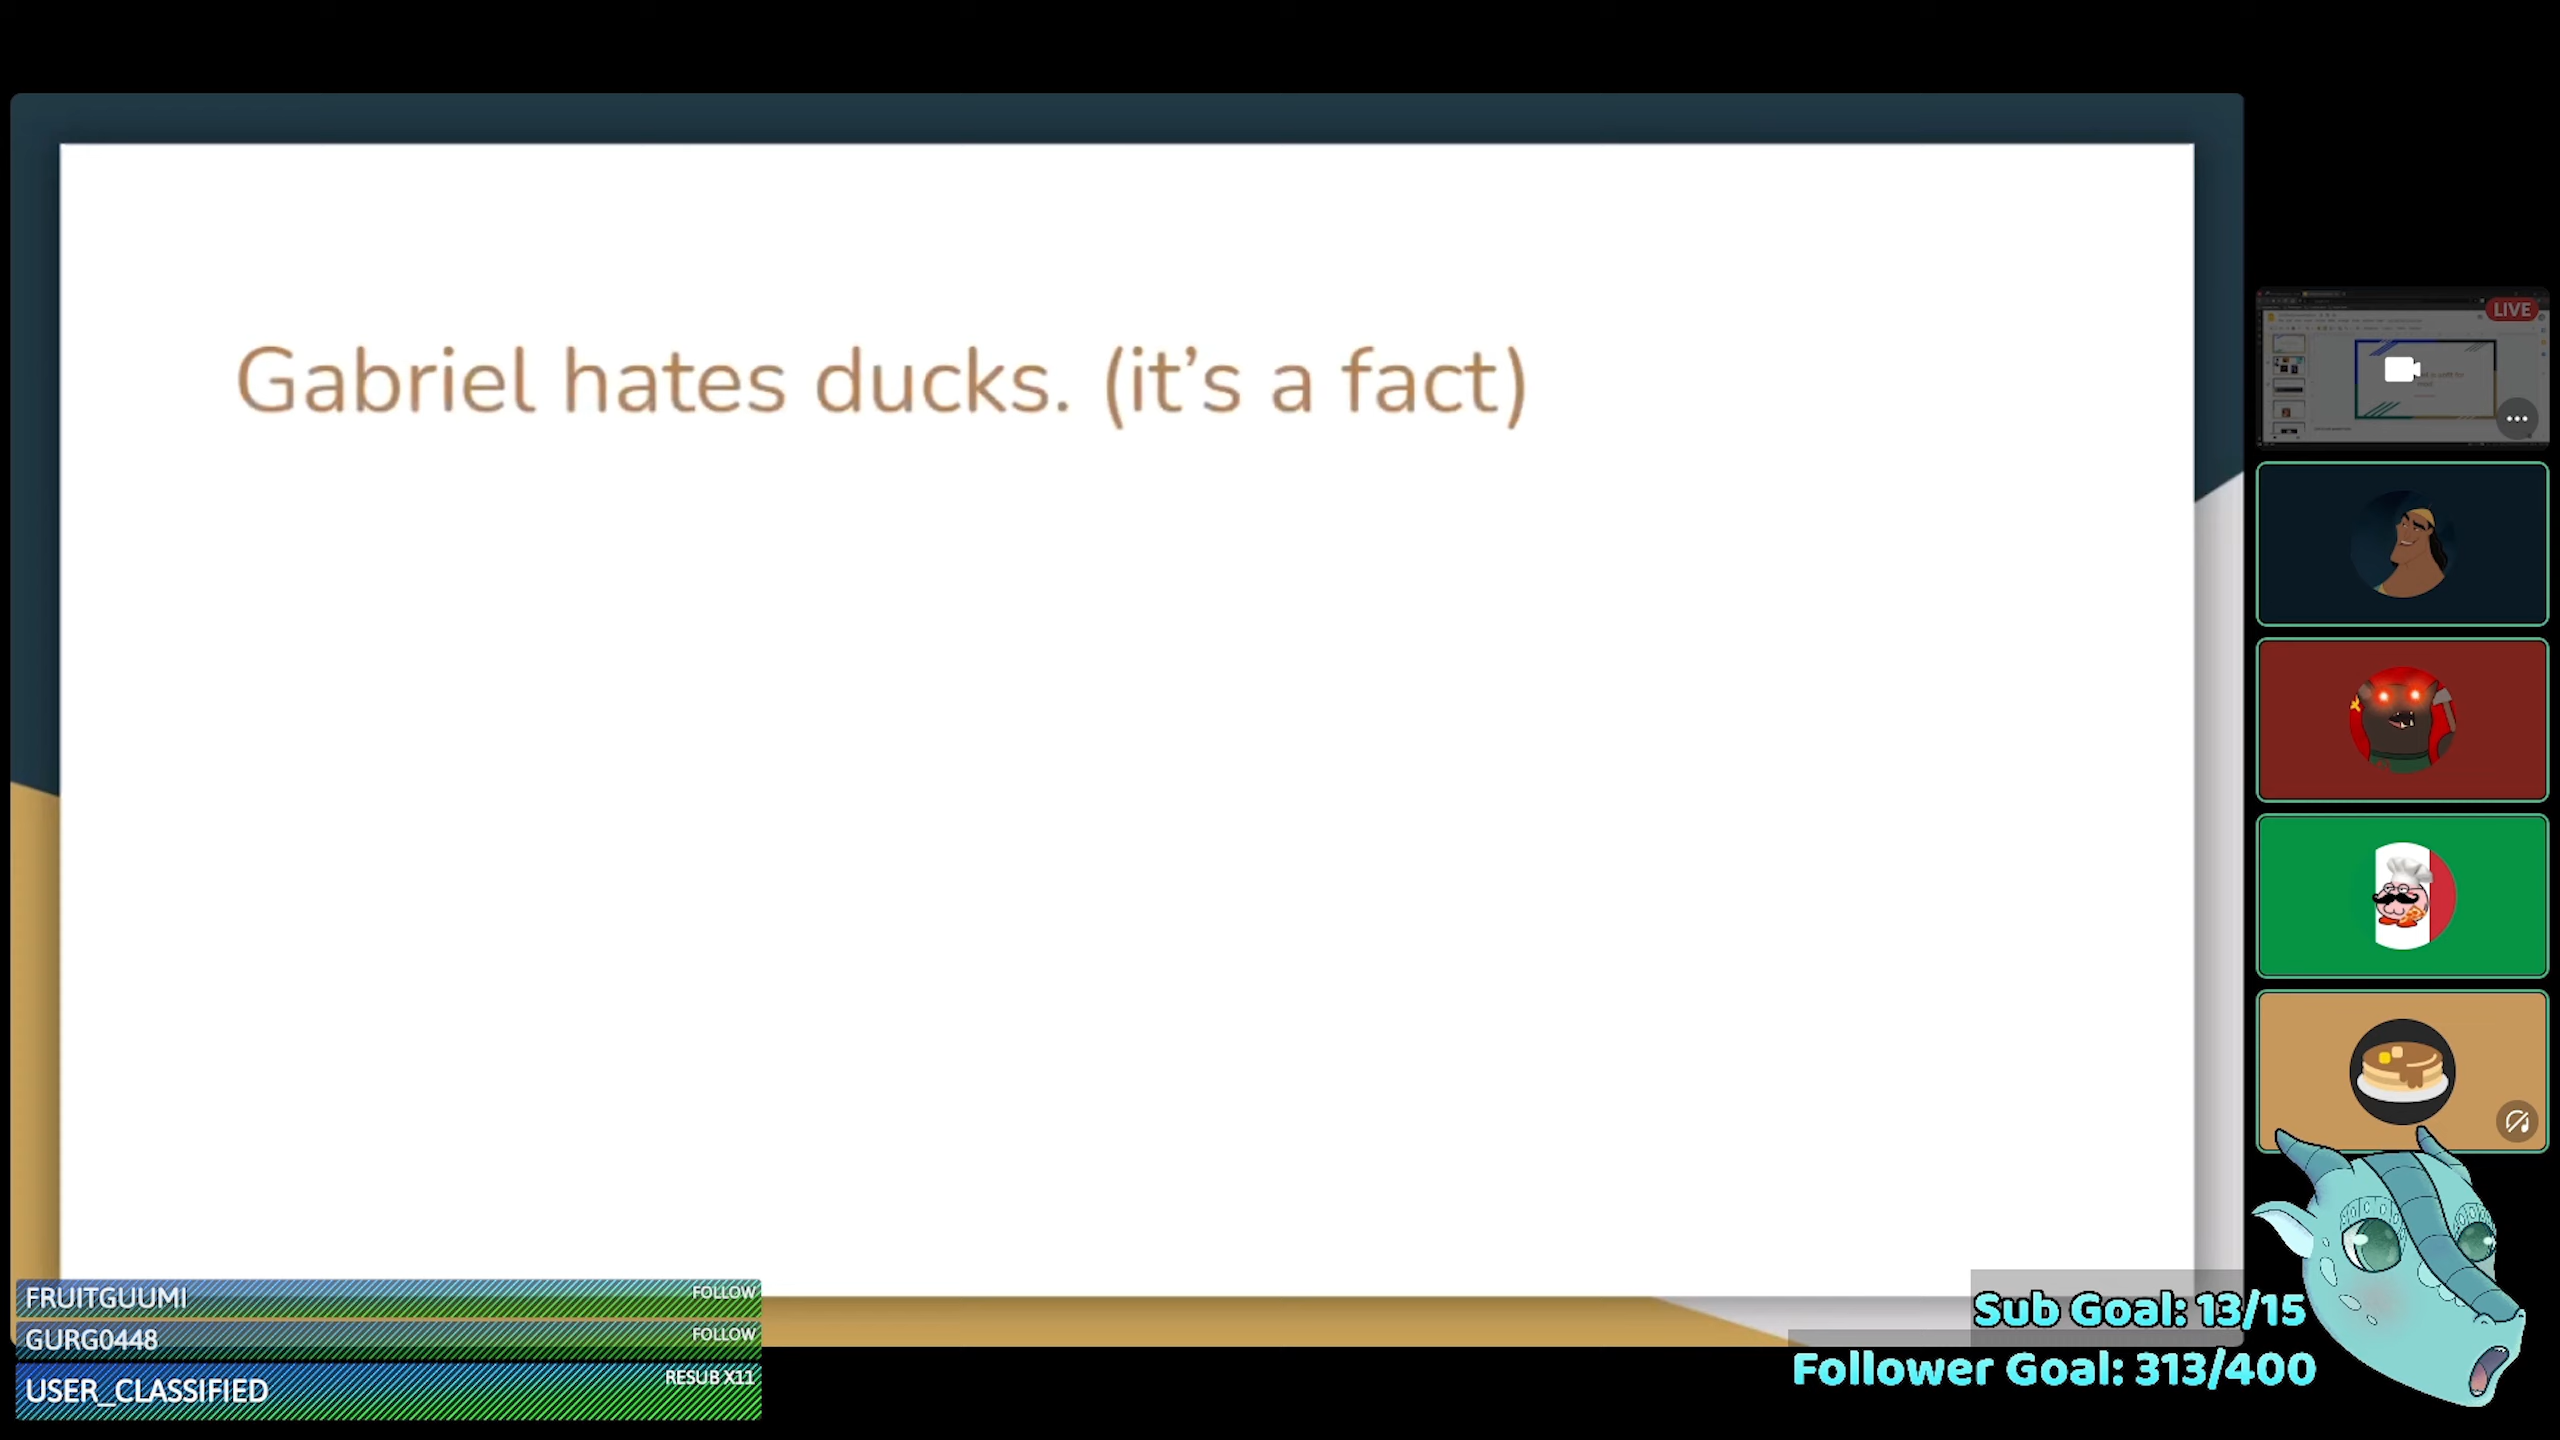 Gabriel hates ducks. (it’s a fact)
LIVE
FRUITGUUMI
FOLLOW
GURG0448
FOLLOW
USER_CLASSIFIED
RESUB X11
Sub Goal: 13/15
Follower Goal: 313/400